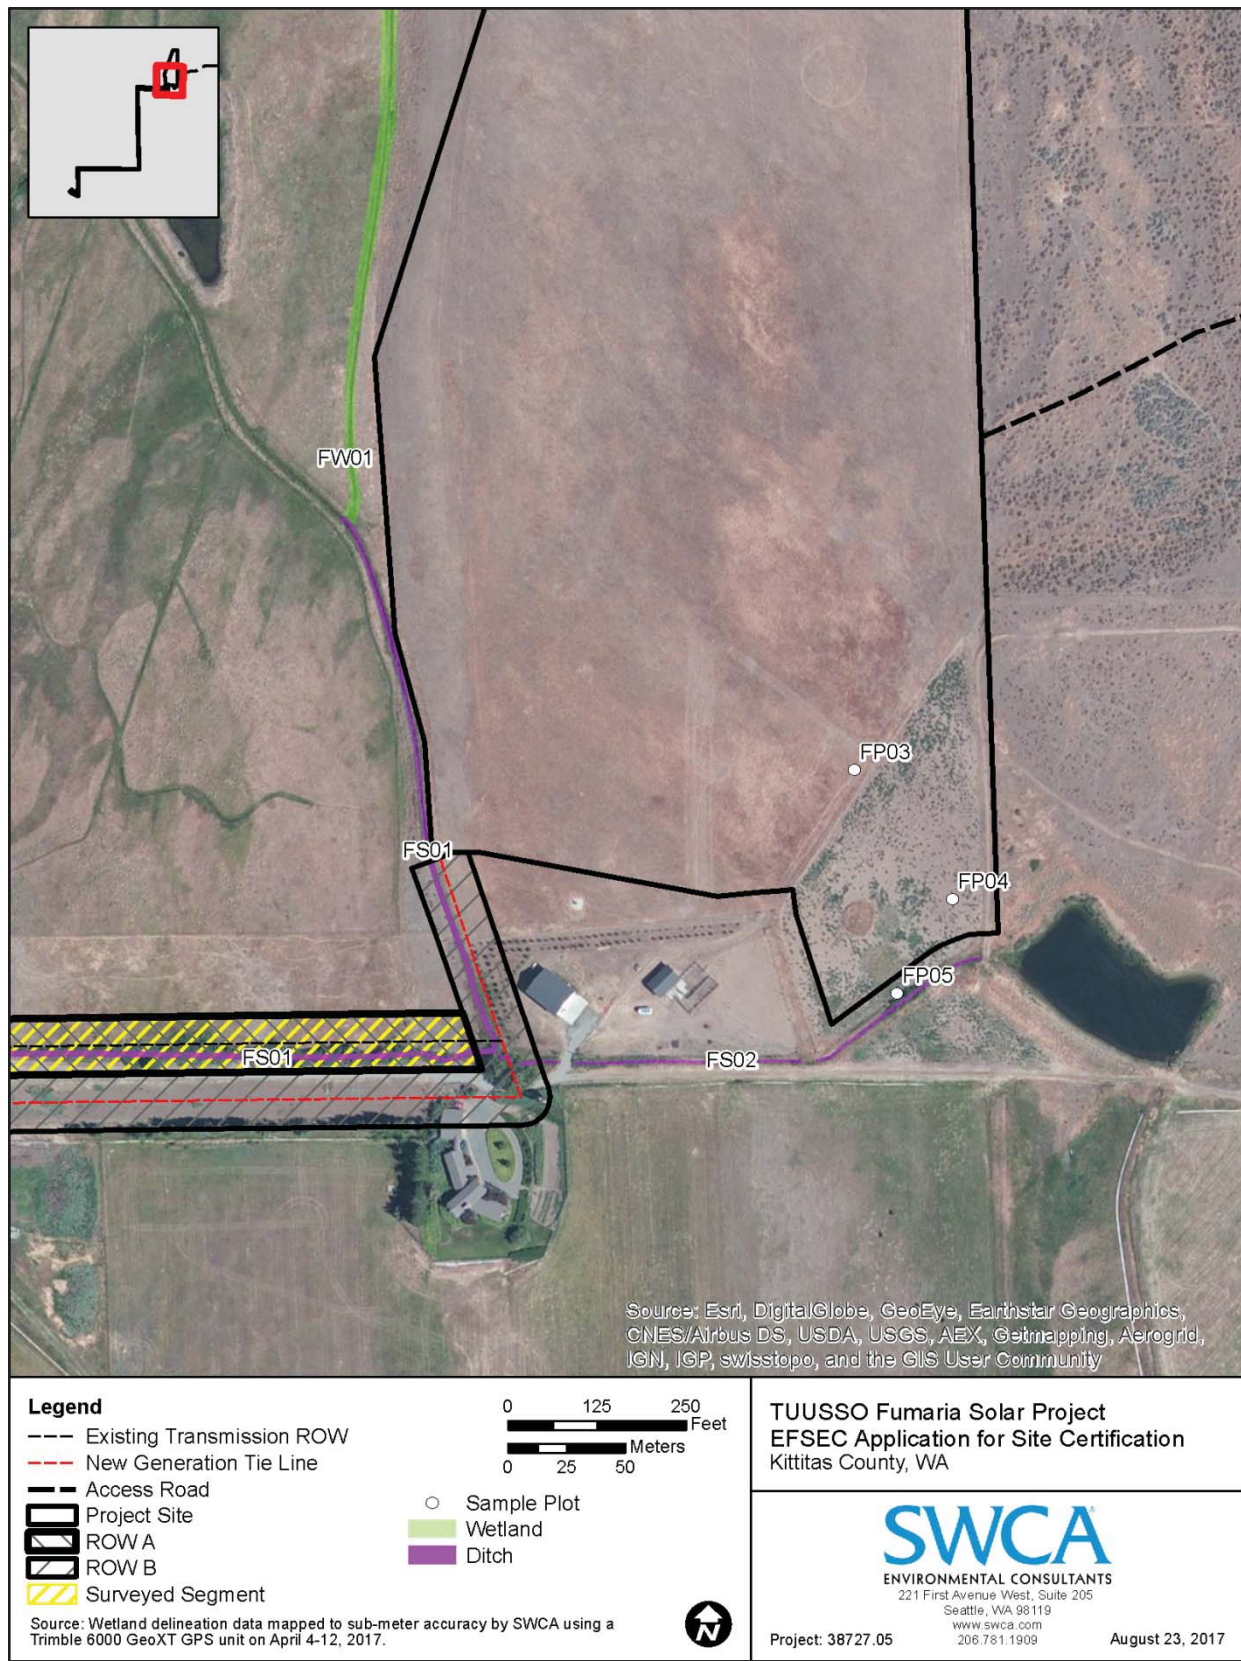 FW01
FP03
FS01
FP04
FP05
FS01
FS02
Source: Esri, DigitalGlobe, GeoEye, Earthstar Geographics,
CNES/Airbus DS, USDA, USGS, AEX, Getmapping, Aerogrid,
IGN, IGP, swisstopo, and the GIS User Community
Legend
Existing Transmission ROW
New Generation Tie Line
Access Road
Project Site
ROW A
ROW B
Surveyed Segment
0 125 250
Feet
Meters
0 25 50
Sample Plot
Wetland
Ditch
Source: Wetland delineation data mapped to sub-meter accuracy by SWCA using a
Trimble 6000 GeoXT GPS unit on April 4-12, 2017.
N
TUUSSO Fumaria Solar Project
EFSEC Application for Site Certification
Kittitas County, WA
SWCA®
ENVIRONMENTAL CONSULTANTS
221 First Avenue West, Suite 205
Seattle, WA 98119
www.swca.com
206.781.1909
Project: 38727.05
August 23, 2017